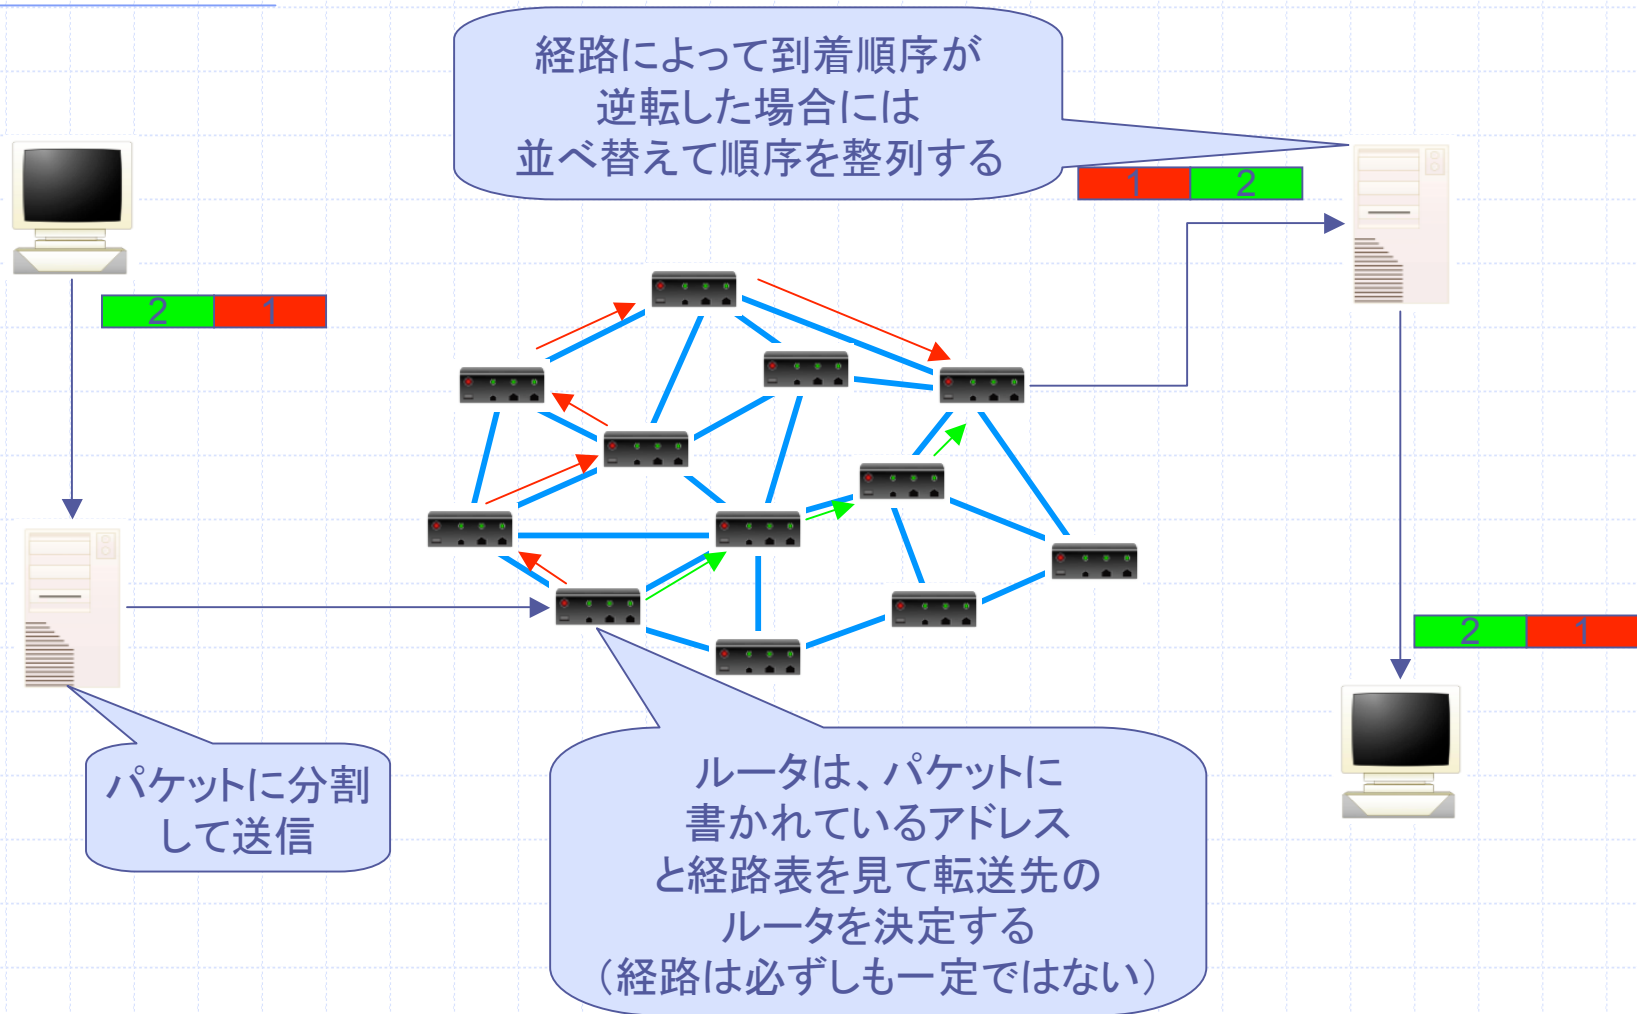 経路によって到着順序が
逆転した場合には
並べ替えて順序を整列する
1 2
2 1
2 1
パケットに分割
して送信
ルータは、パケットに
書かれているアドレス
と経路表を見て転送先の
ルータを決定する
（経路は必ずしも一定ではない）